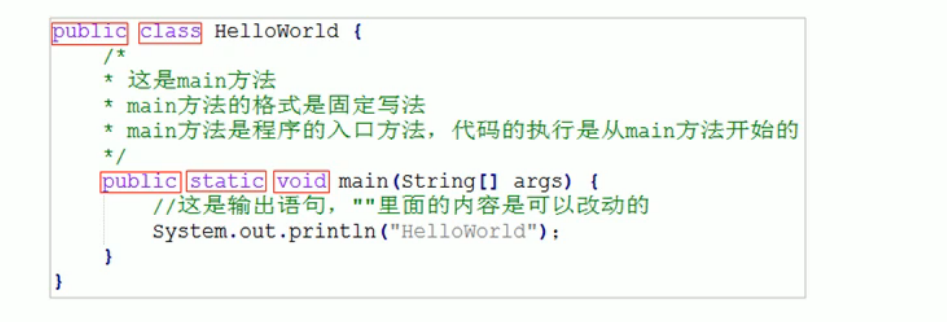 public class HelloWorld {
/*
* 这是main方法
* main方法的格式是固定写法
* main方法是程序的入口方法，代码的执行是从main方法开始的
*/
public static void main(String[] args) {
//这是输出语句，""里面的内容是可以改动的
System.out.println("HelloWorld");
}
}